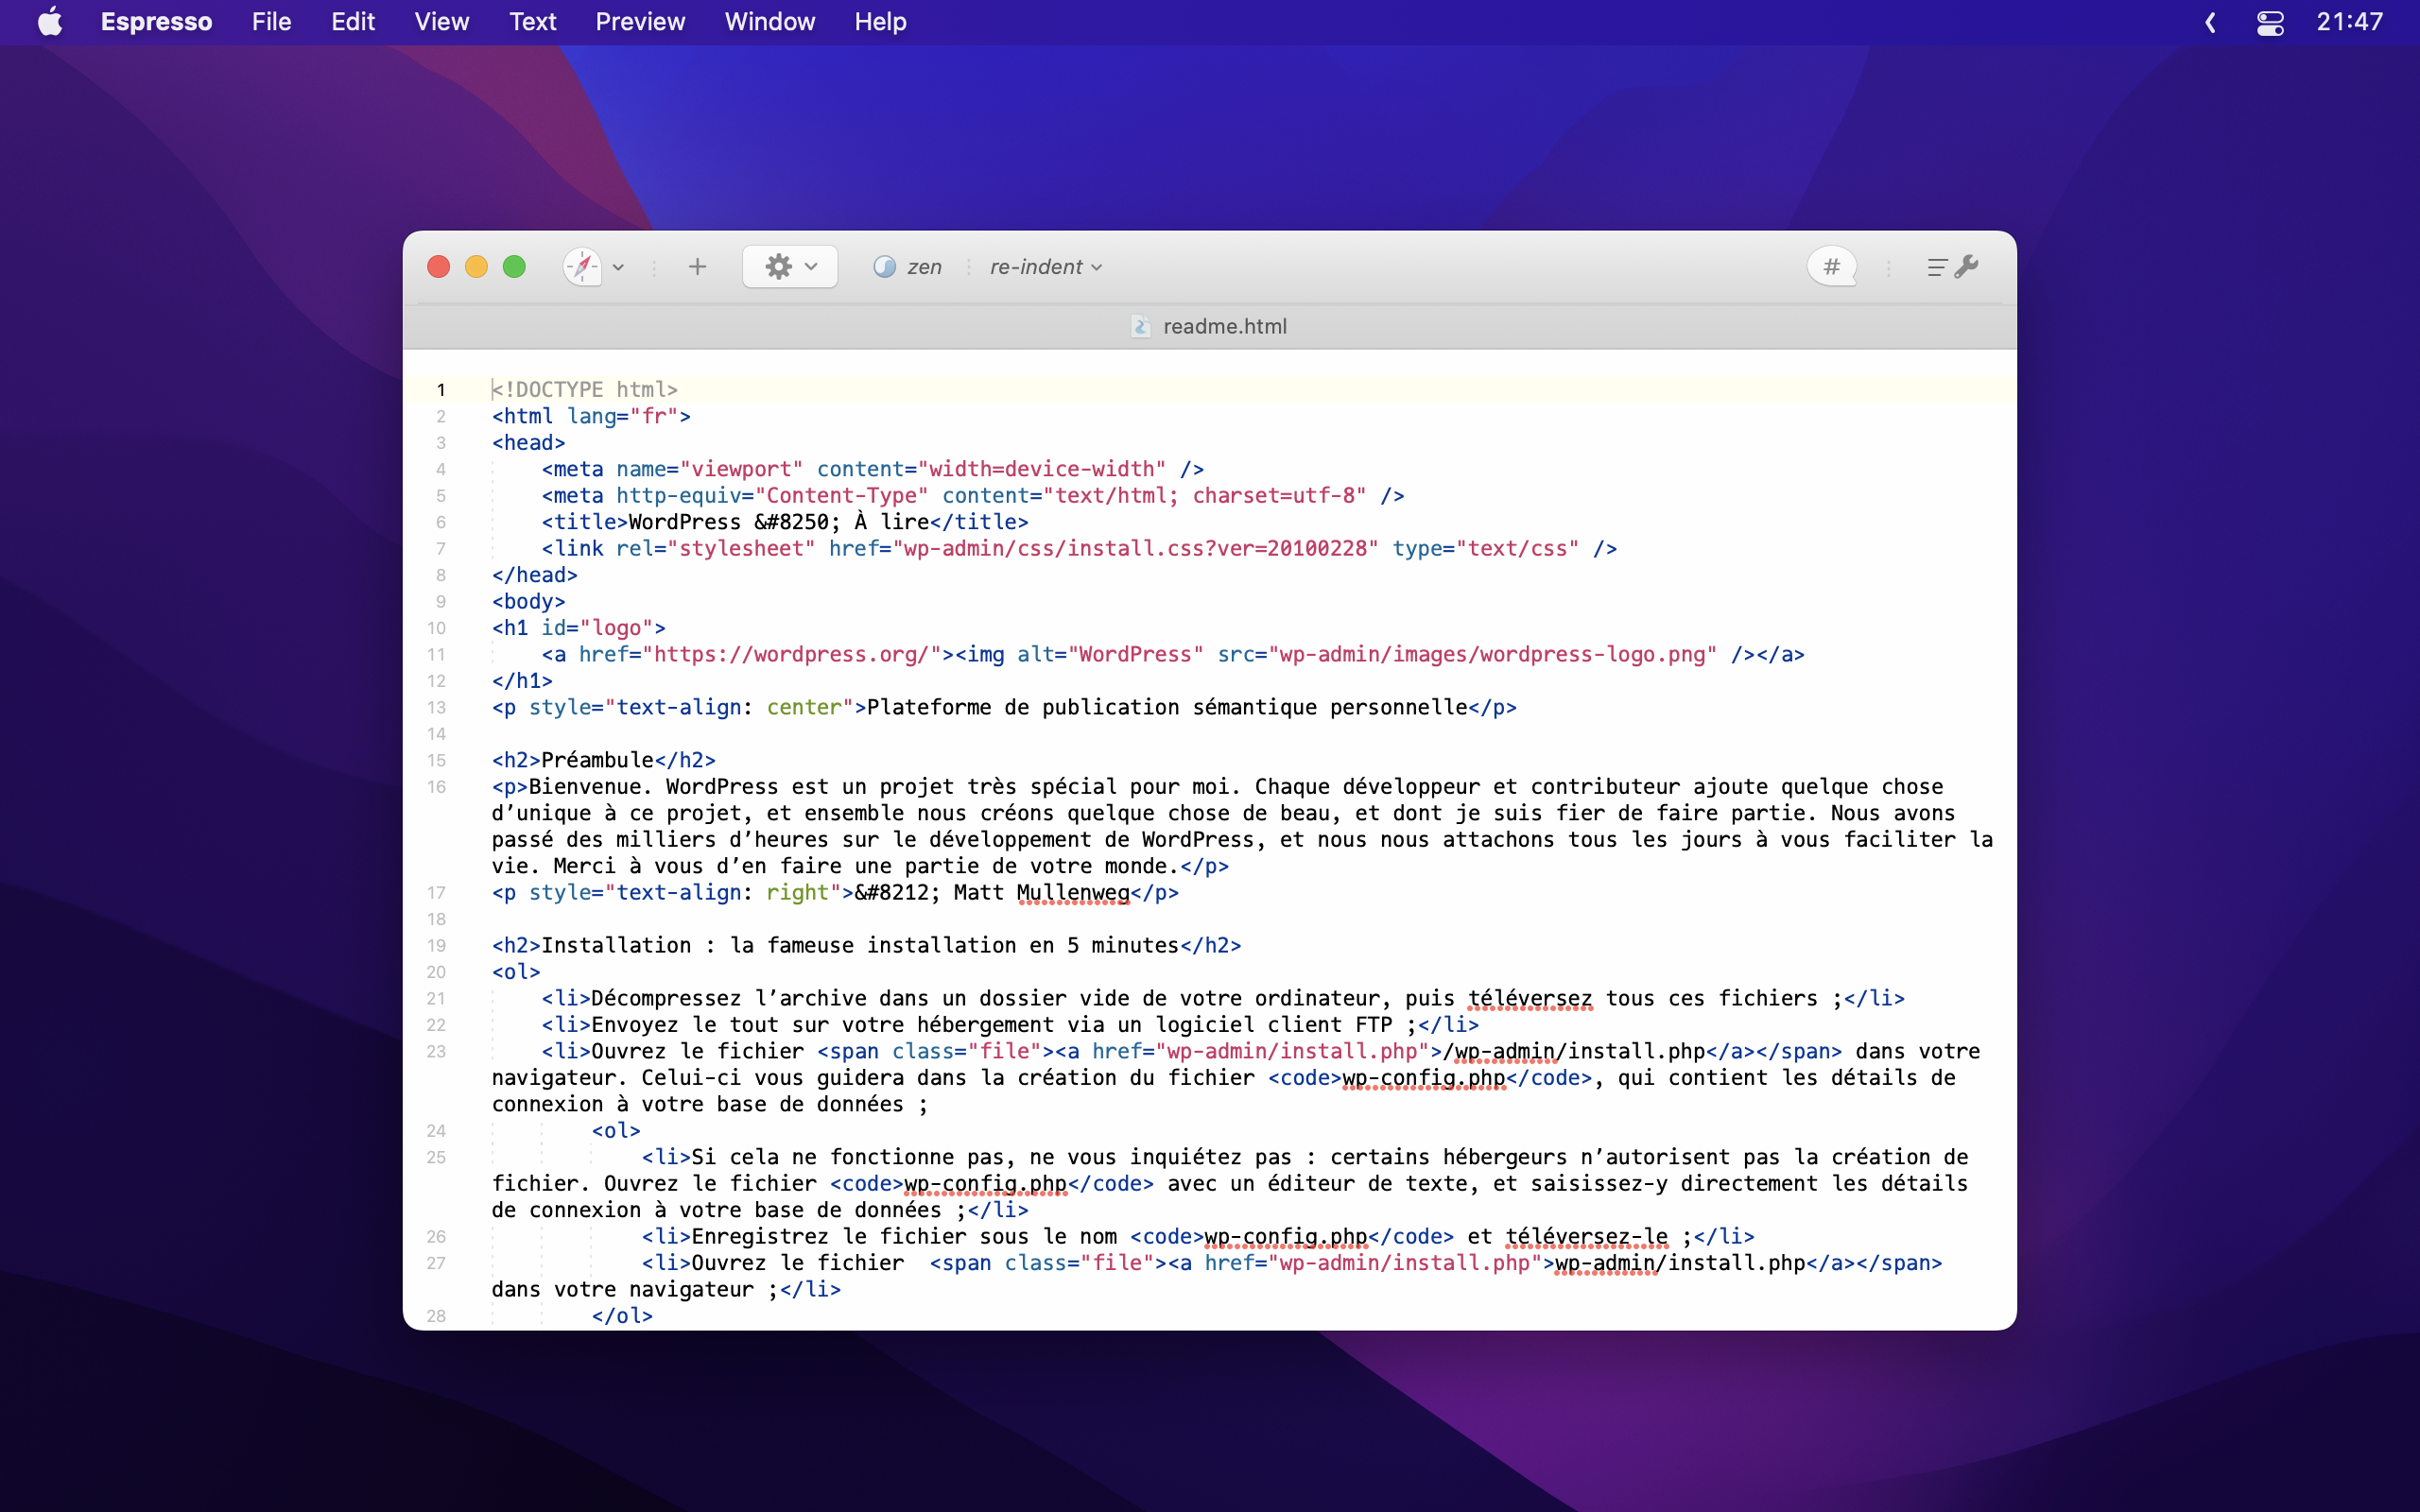 Espresso File Edit View Text Preview Window Help 21:47
zen re-indent #
readme.html
1 <!DOCTYPE html>
2 <html lang="fr">
3 <head>
4 <meta name="viewport" content="width=device-width" />
5 <meta http-equiv="Content-Type" content="text/html; charset=utf-8" />
6 <title>WordPress &#8250; À lire</title>
7 <link rel="stylesheet" href="wp-admin/css/install.css?ver=20100228" type="text/css" />
8 </head>
9 <body>
10 <h1 id="logo">
11 <a href="https://wordpress.org/"><img alt="WordPress" src="wp-admin/images/wordpress-logo.png" /></a>
12 </h1>
13 <p style="text-align: center">Plateforme de publication sémantique personnelle</p>
14
15 <h2>Préambule</h2>
16 <p>Bienvenue. WordPress est un projet très spécial pour moi. Chaque développeur et contributeur ajoute quelque chose
d’unique à ce projet, et ensemble nous créons quelque chose de beau, et dont je suis fier de faire partie. Nous avons
passé des milliers d’heures sur le développement de WordPress, et nous nous attachons tous les jours à vous faciliter la
vie. Merci à vous d’en faire une partie de votre monde.</p>
17 <p style="text-align: right">&#8212; Matt Mullenweg</p>
18
19 <h2>Installation : la fameuse installation en 5 minutes</h2>
20 <ol>
21 <li>Décompressez l’archive dans un dossier vide de votre ordinateur, puis téléversez tous ces fichiers ;</li>
22 <li>Envoyez le tout sur votre hébergement via un logiciel client FTP ;</li>
23 <li>Ouvrez le fichier <span class="file"><a href="wp-admin/install.php">/wp-admin/install.php</a></span> dans votre
navigateur. Celui-ci vous guidera dans la création du fichier <code>wp-config.php</code>, qui contient les détails de
connexion à votre base de données ;
24 <ol>
25 <li>Si cela ne fonctionne pas, ne vous inquiétez pas : certains hébergeurs n’autorisent pas la création de
fichier. Ouvrez le fichier <code>wp-config.php</code> avec un éditeur de texte, et saisissez-y directement les détails
de connexion à votre base de données ;</li>
26 <li>Enregistrez le fichier sous le nom <code>wp-config.php</code> et téléversez-le ;</li>
27 <li>Ouvrez le fichier  <span class="file"><a href="wp-admin/install.php">wp-admin/install.php</a></span>
dans votre navigateur ;</li>
28 </ol>